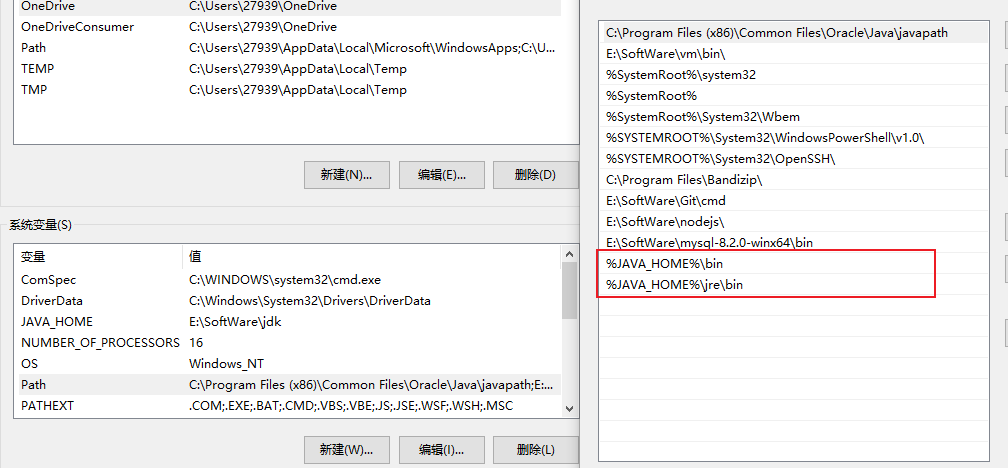 OneDrive C:\Users\27939\OneDrive
OneDriveConsumer C:\Users\27939\OneDrive
Path C:\Users\27939\AppData\Local\Microsoft\WindowsApps;C:\U...
TEMP C:\Users\27939\AppData\Local\Temp
TMP C:\Users\27939\AppData\Local\Temp
新建(N)... 编辑(E)... 删除(D)
系统变量(S)
变量 值
ComSpec C:\WINDOWS\system32\cmd.exe
DriverData C:\Windows\System32\Drivers\DriverData
JAVA_HOME E:\SoftWare\jdk
NUMBER_OF_PROCESSORS 16
OS Windows_NT
Path C:\Program Files (x86)\Common Files\Oracle\Java\javapath;E:...
PATHEXT .COM;.EXE;.BAT;.CMD;.VBS;.VBE;.JS;.JSE;.WSF;.WSH;.MSC
新建(W)... 编辑(I)... 删除(L)
C:\Program Files (x86)\Common Files\Oracle\Java\javapath
E:\SoftWare\vm\bin\
%SystemRoot%\system32
%SystemRoot%
%SystemRoot%\System32\Wbem
%SYSTEMROOT%\System32\WindowsPowerShell\v1.0\
%SYSTEMROOT%\System32\OpenSSH\
C:\Program Files\Bandizip\
E:\SoftWare\Git\cmd
E:\SoftWare\nodejs\
E:\SoftWare\mysql-8.2.0-winx64\bin
%JAVA_HOME%\bin
%JAVA_HOME%\jre\bin